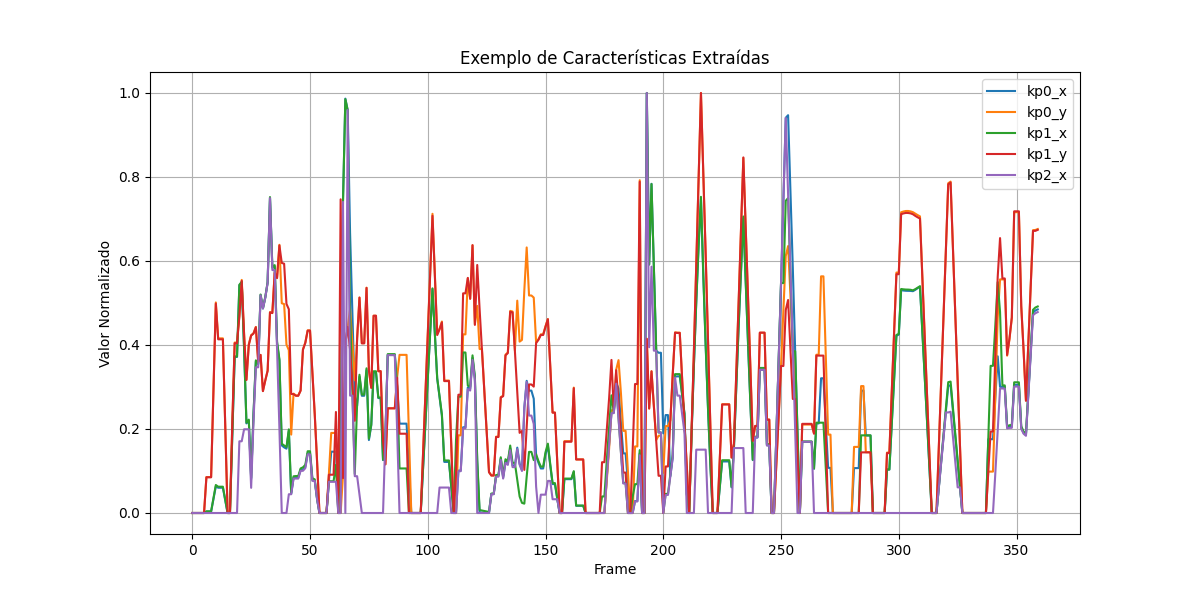 Exemplo de Características Extraídas
kp0_x
kp0_y
kp1_x
kp1_y
kp2_x
Valor Normalizado
1.0
0.8
0.6
0.4
0.2
0.0
0 50 100 150 200 250 300 350
Frame